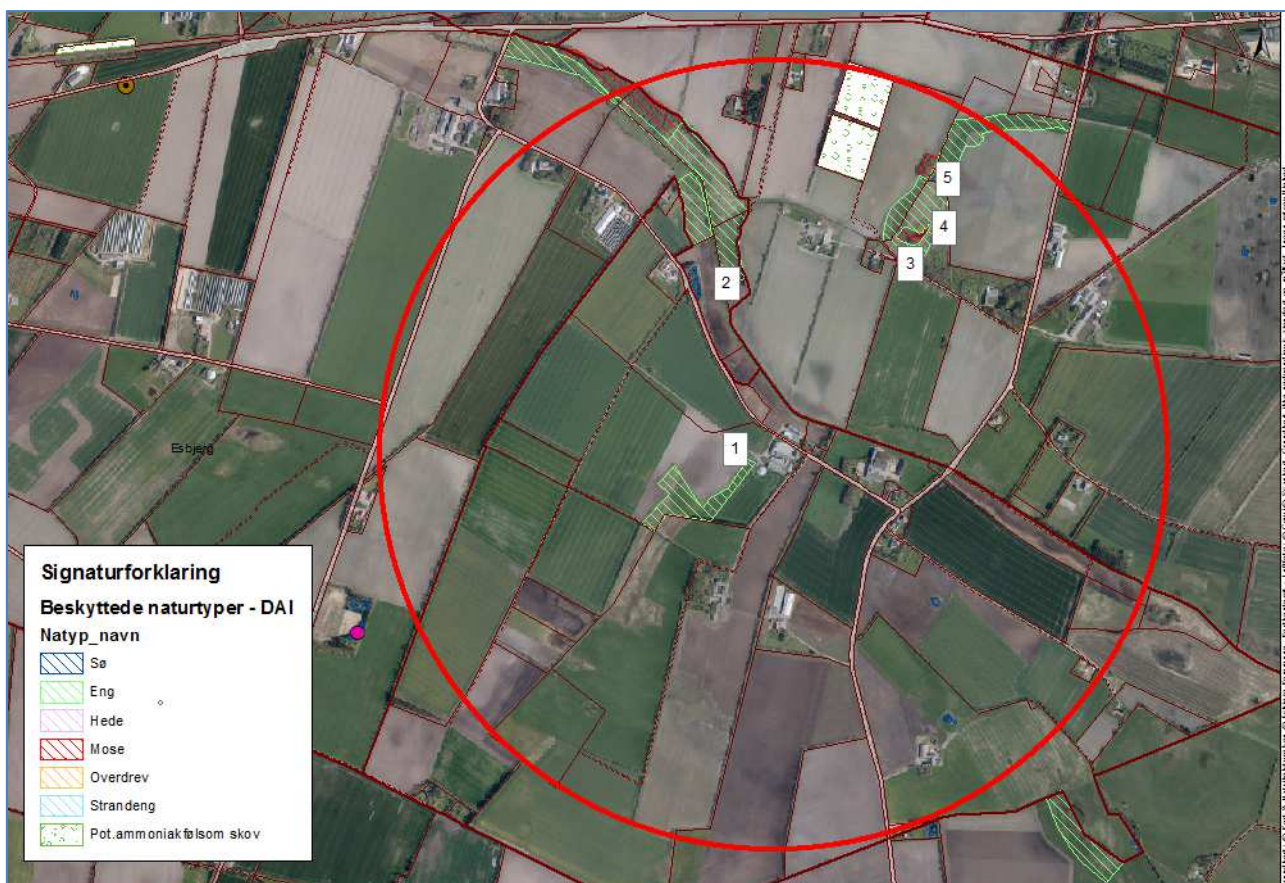 5
4
3
2
1
Esbjerg
Signaturforklaring
Beskyttede naturtyper - DAI
Natyp_navn
Sø
Eng
Hede
Mose
Overdrev
Strandeng
Pot.ammoniakfølsom skov